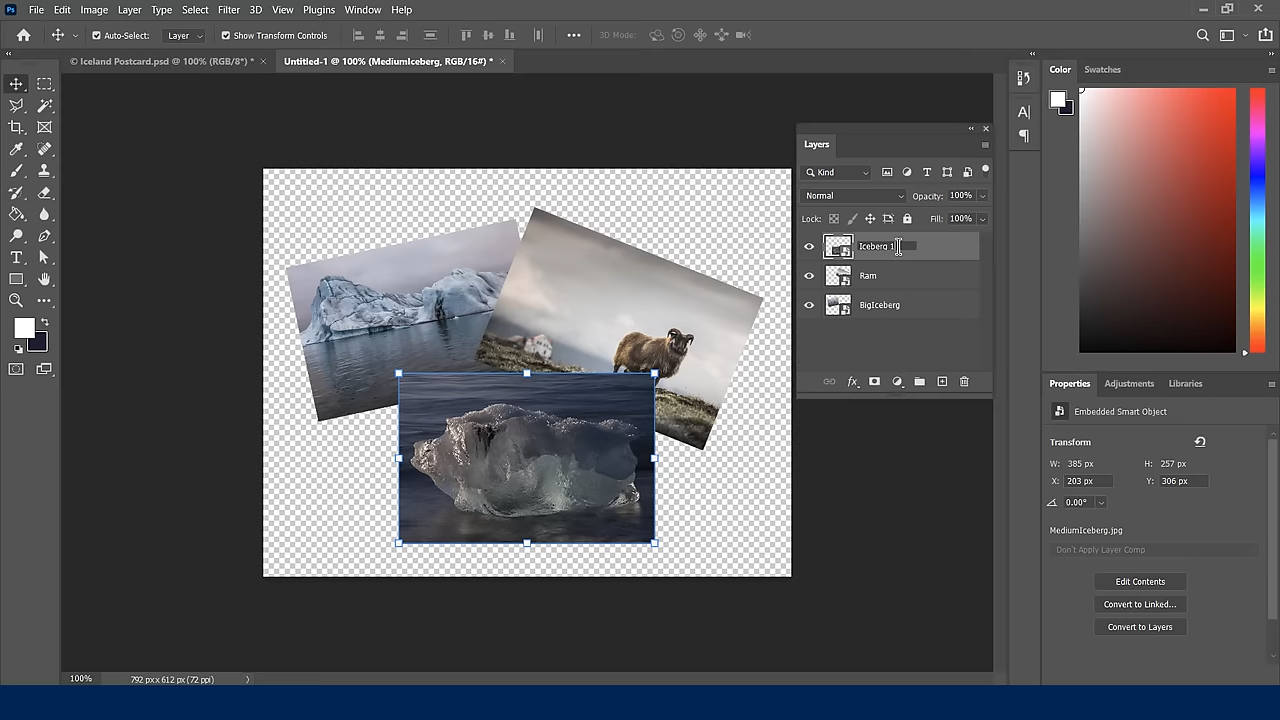 Ps File Edit Image Layer Type Select Filter 3D View Plugins Window Help
Auto-Select: Layer Show Transform Controls ••• 3D Mode:
© Iceland Postcard.psd @ 100% (RGB/8*) * × Untitled-1 @ 100% (MediumIceberg, RGB/16#) * ×
Layers
Kind
Normal Opacity: 100%
Lock: Fill: 100%
Iceberg 1
Ram
BigIceberg
fx
Color Swatches
Properties Adjustments Libraries
Embedded Smart Object
Transform
W: 385 px H: 257 px
X: 203 px Y: 306 px
0.00°
MediumIceberg.jpg
Don't Apply Layer Comp
Edit Contents
Convert to Linked...
Convert to Layers
100% 792 px x 612 px (72 ppi)